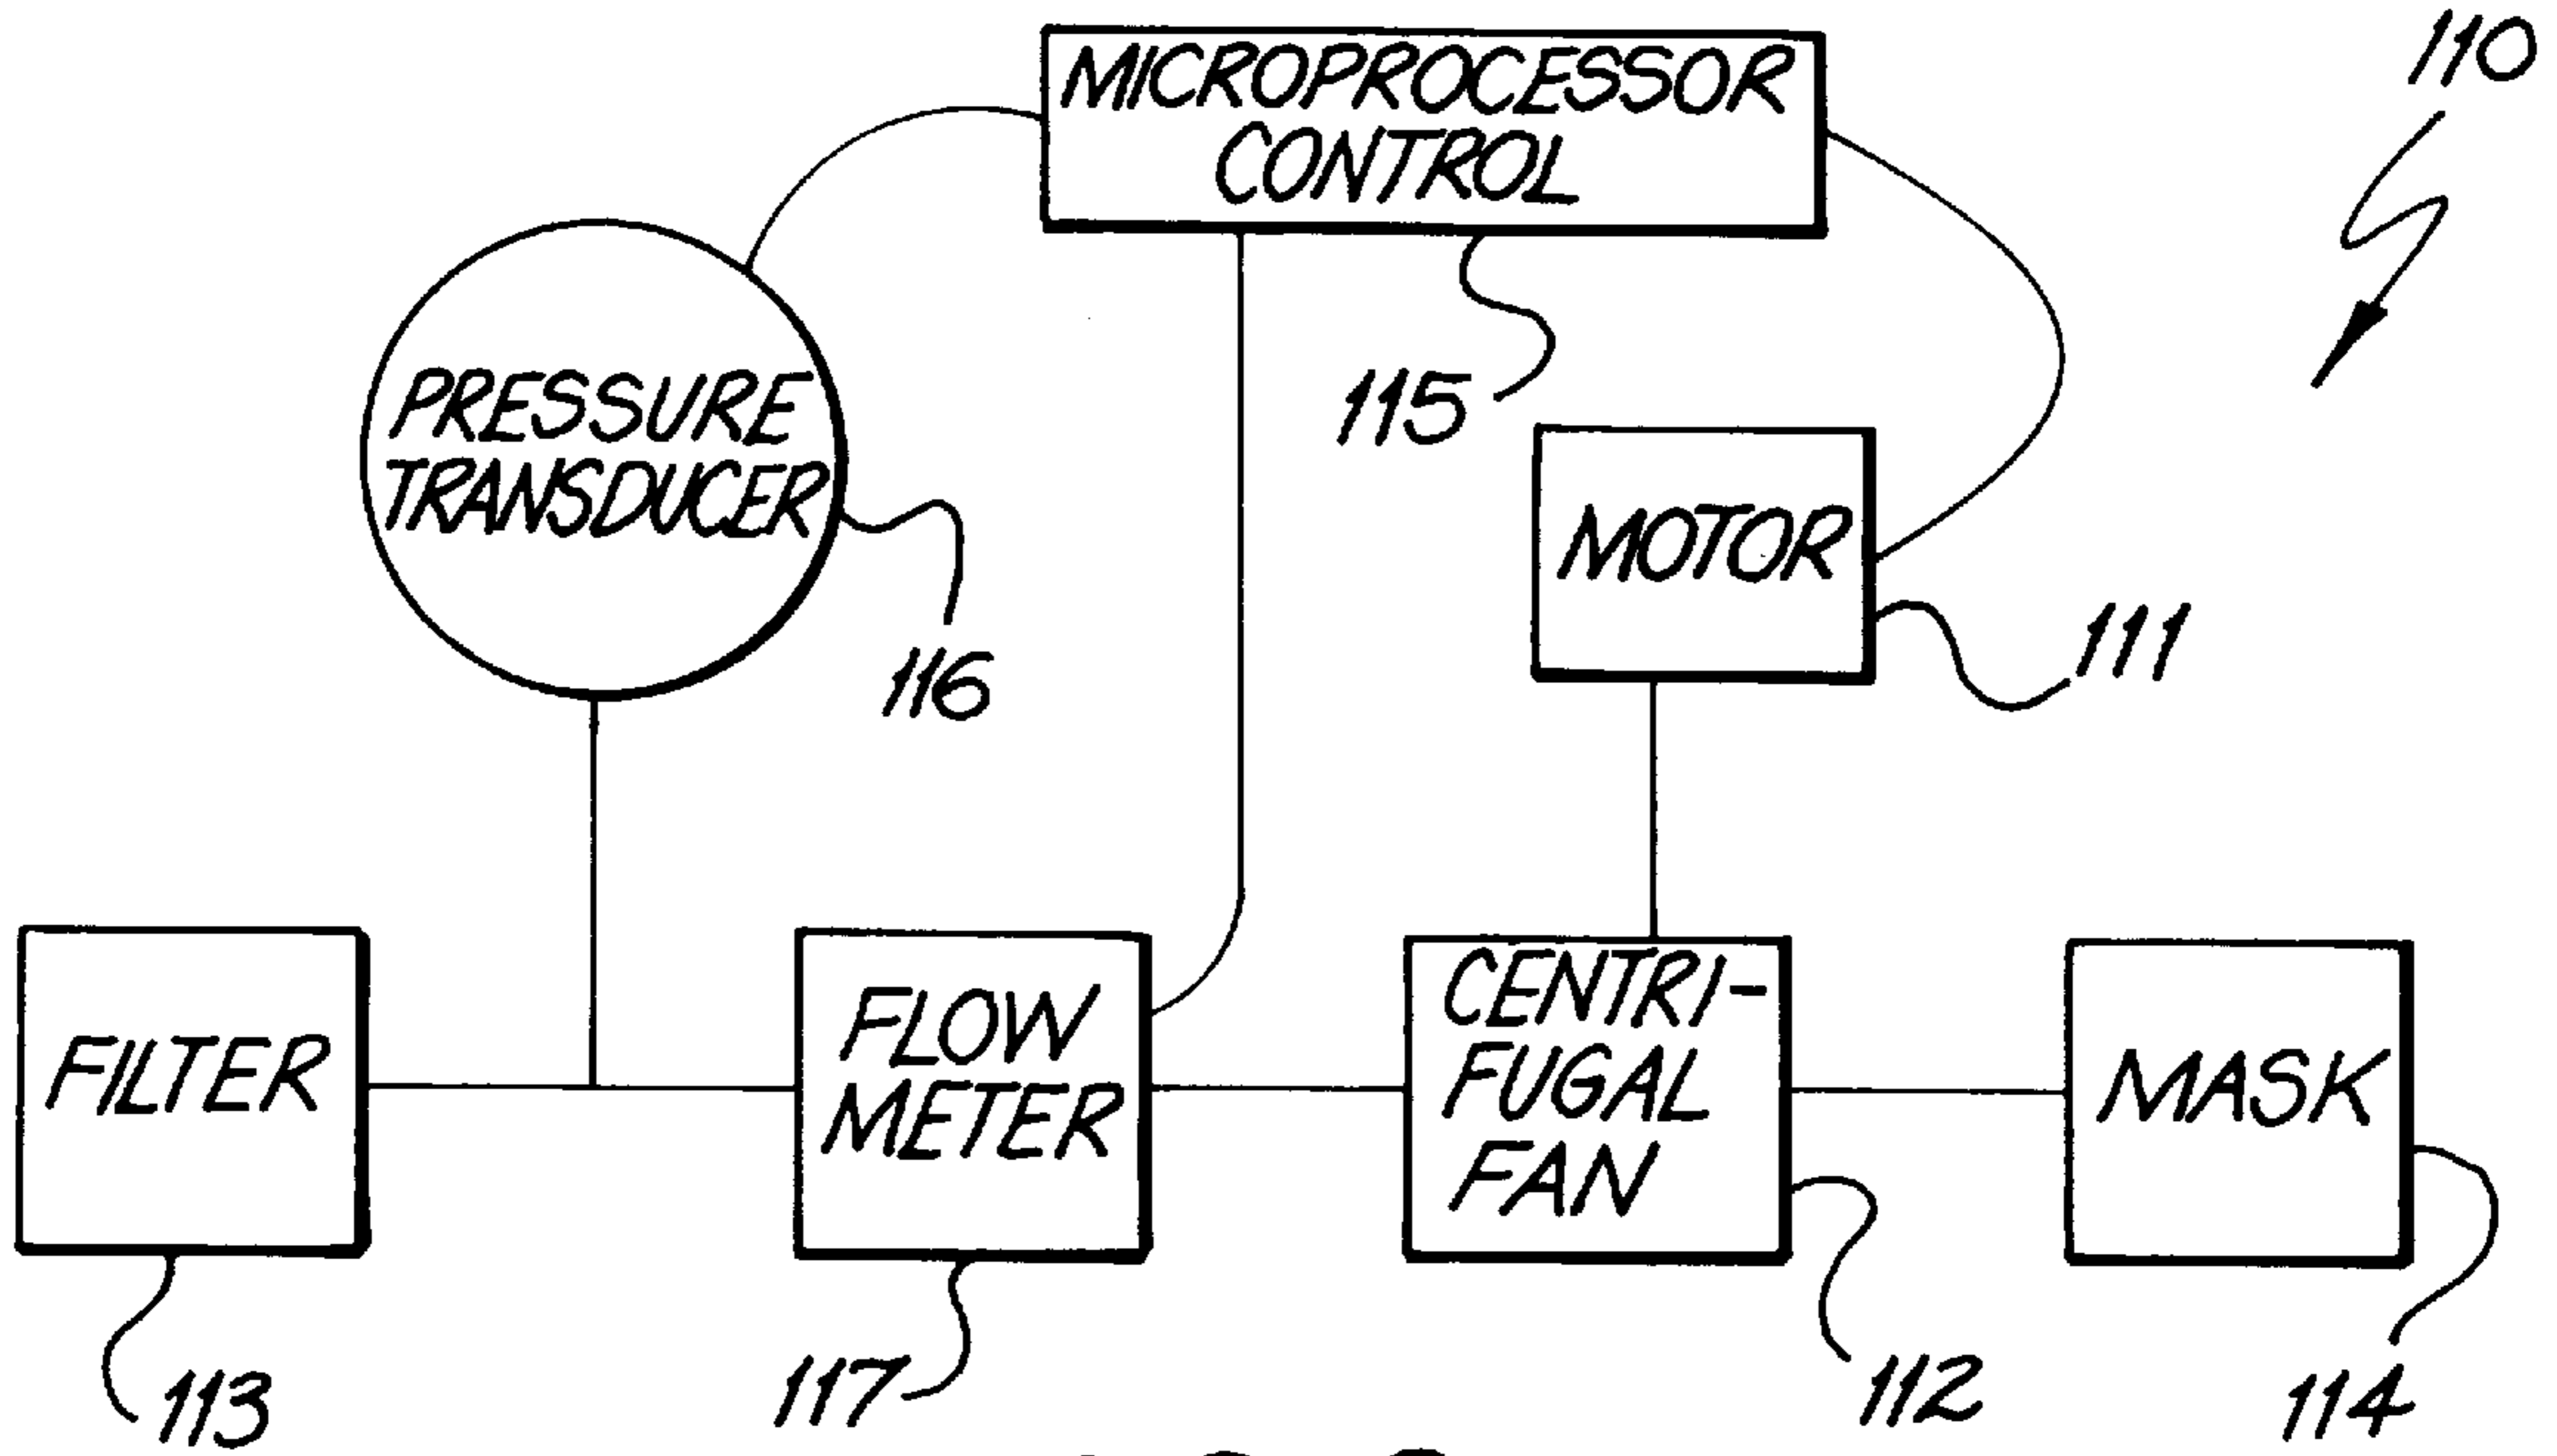 110
MICROPROCESSOR
CONTROL
115
PRESSURE
TRANSDUCER
116
MOTOR
111
FILTER
113
FLOW
METER
117
CENTRI-
FUGAL
FAN
112
MASK
114